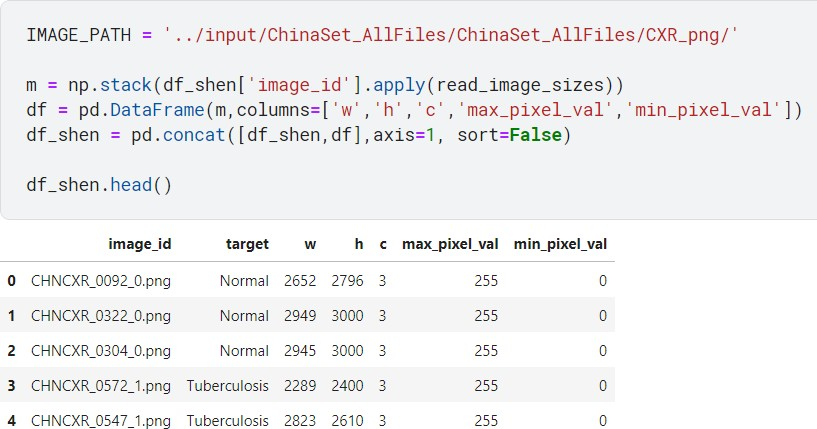 IMAGE_PATH = '../input/ChinaSet_AllFiles/ChinaSet_AllFiles/CXR_png/'
m = np.stack(df_shen['image_id'].apply(read_image_sizes))
df = pd.DataFrame(m,columns=['w','h','c','max_pixel_val','min_pixel_val'])
df_shen = pd.concat([df_shen,df],axis=1, sort=False)
df_shen.head()
image_id target w h c max_pixel_val min_pixel_val
0 CHNCXR_0092_0.png Normal 2652 2796 3 255 0
1 CHNCXR_0322_0.png Normal 2949 3000 3 255 0
2 CHNCXR_0304_0.png Normal 2945 3000 3 255 0
3 CHNCXR_0572_1.png Tuberculosis 2289 2400 3 255 0
4 CHNCXR_0547_1.png Tuberculosis 2823 2610 3 255 0